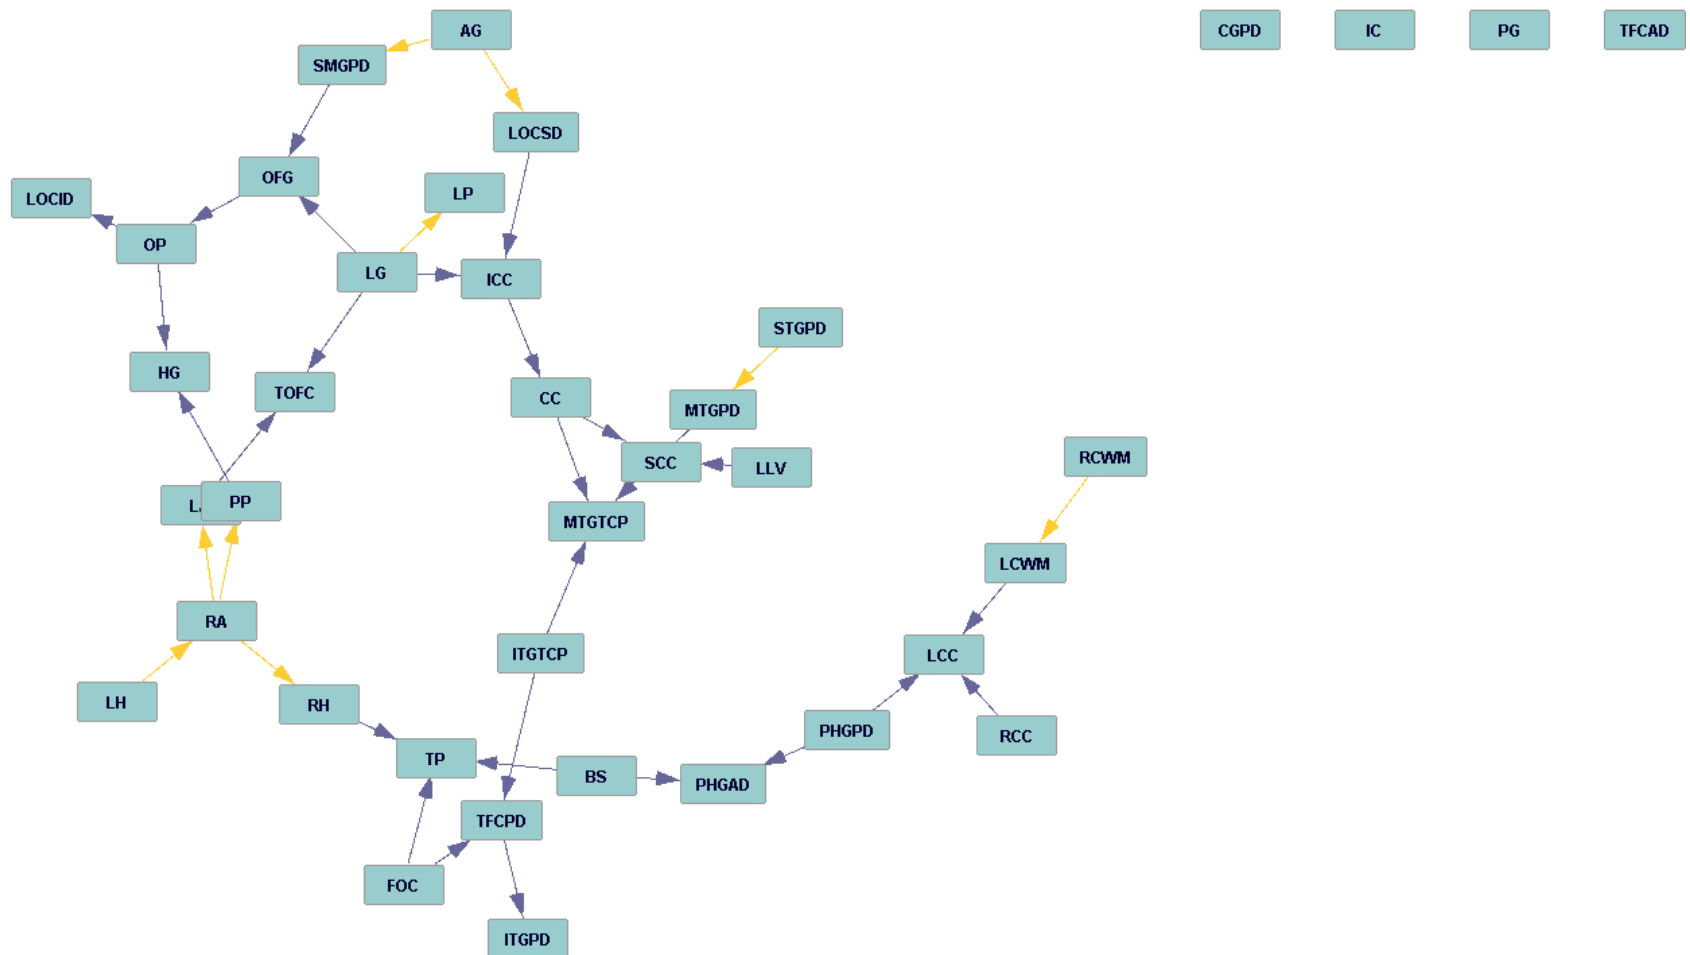 AG
CGPD
IC
PG
TFCAD
SMGPD
LOCSD
OFG
LP
LOCID
OP
LG
ICC
STGPD
HG
TOFC
CC
MTGPD
RCWM
SCC
LLV
PP
MTGTCP
LCWM
RA
ITGTCP
LCC
LH
RH
PHGPD
RCC
TP
BS
PHGAD
TFCPD
FOC
ITGPD